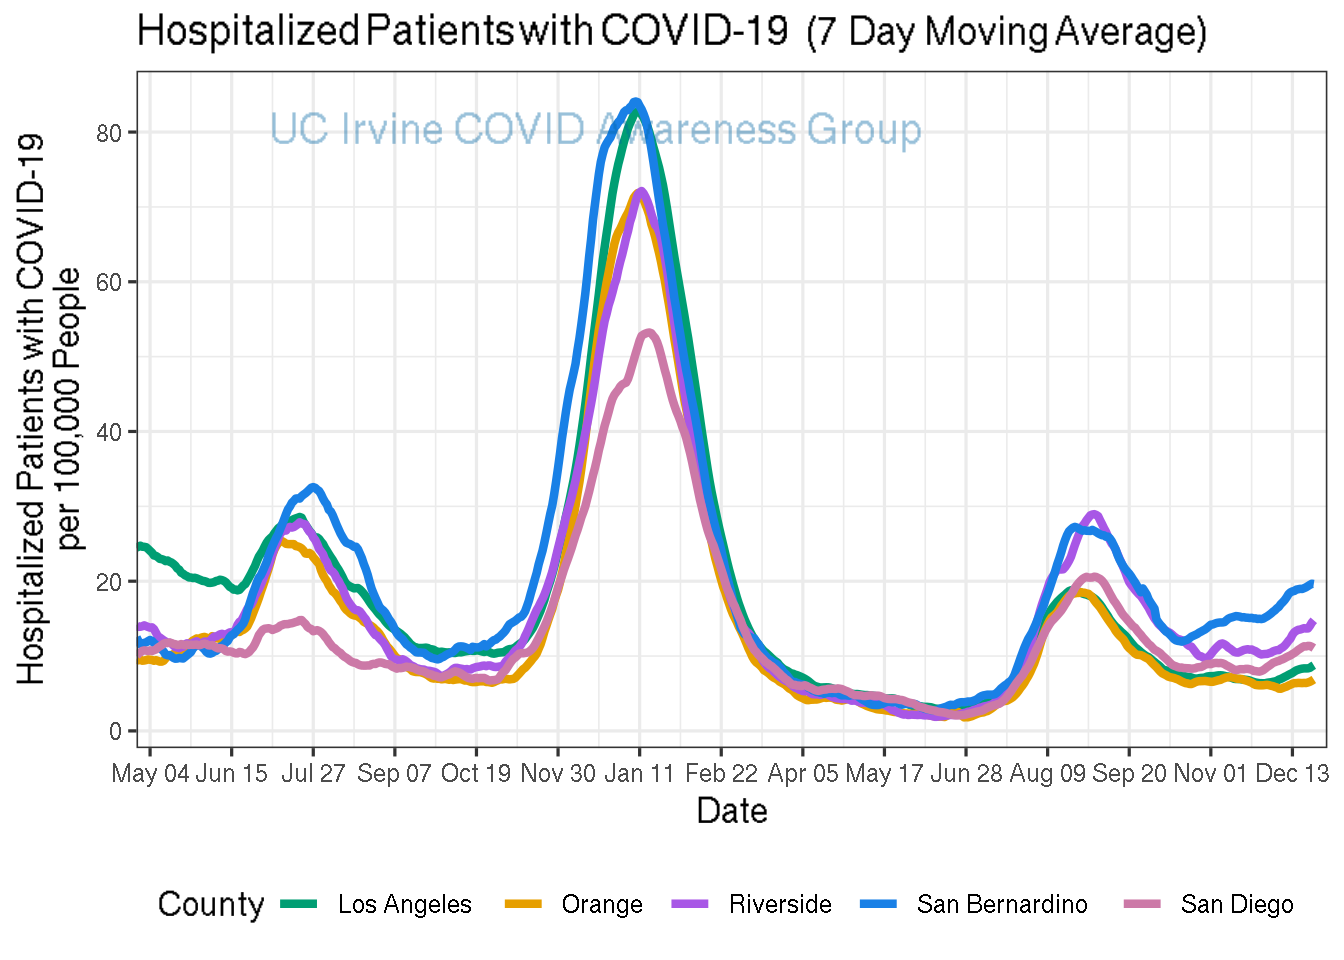 Hospitalized Patients with COVID-19 (7 Day Moving Average)
UC Irvine COVID Awareness Group
Hospitalized Patients with COVID-19
per 100,000 People
80
60
40
20
0
May 04 Jun 15 Jul 27 Sep 07 Oct 19 Nov 30 Jan 11 Feb 22 Apr 05 May 17 Jun 28 Aug 09 Sep 20 Nov 01 Dec 13
Date
County Los Angeles Orange Riverside San Bernardino San Diego